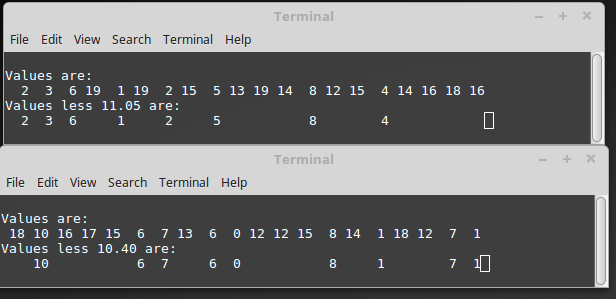 Terminal
File Edit View Search Terminal Help
Values are:
  2  3  6 19  1 19  2 15  5 13 19 14  8 12 15  4 14 16 18 16
Values less 11.05 are:
  2  3  6     1     2     5           8        4
Terminal
File Edit View Search Terminal Help
Values are:
 18 10 16 17 15  6  7 13  6  0 12 12 15  8 14  1 18 12  7  1
Values less 10.40 are:
    10           6  7     6  0           8     1        7  1